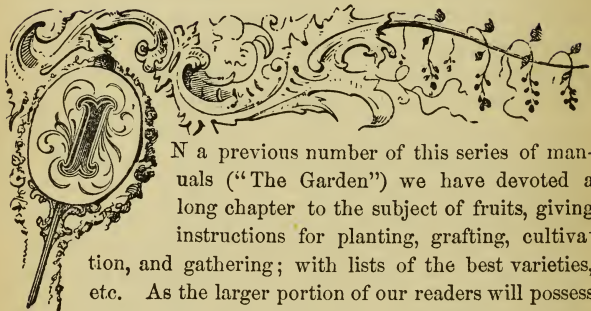 IN a previous number of this series of man-
uals ("The Garden") we have devoted a
long chapter to the subject of fruits, giving
instructions for planting, grafting, cultiva-
tion, and gathering; with lists of the best varieties,
etc. As the larger portion of our readers will possess